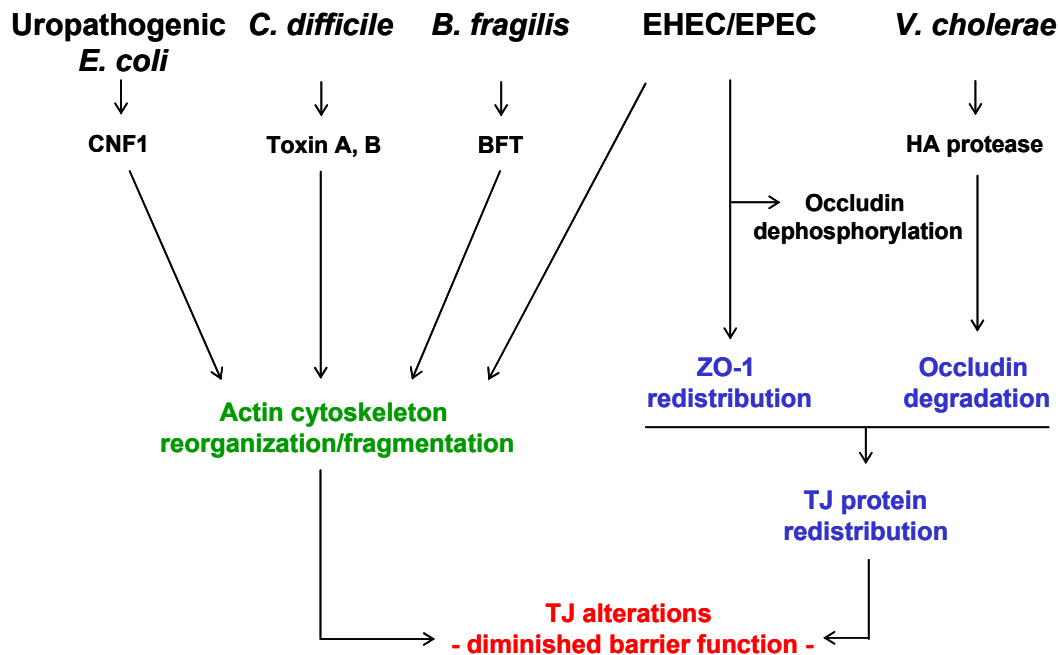 Uropathogenic
E. coli
C. difficile
B. fragilis
EHEC/EPEC
V. cholerae
CNF1
Toxin A, B
BFT
HA protease
Occludin
dephosphorylation
ZO-1
redistribution
Occludin
degradation
Actin cytoskeleton
reorganization/fragmentation
TJ protein
redistribution
TJ alterations
- diminished barrier function -